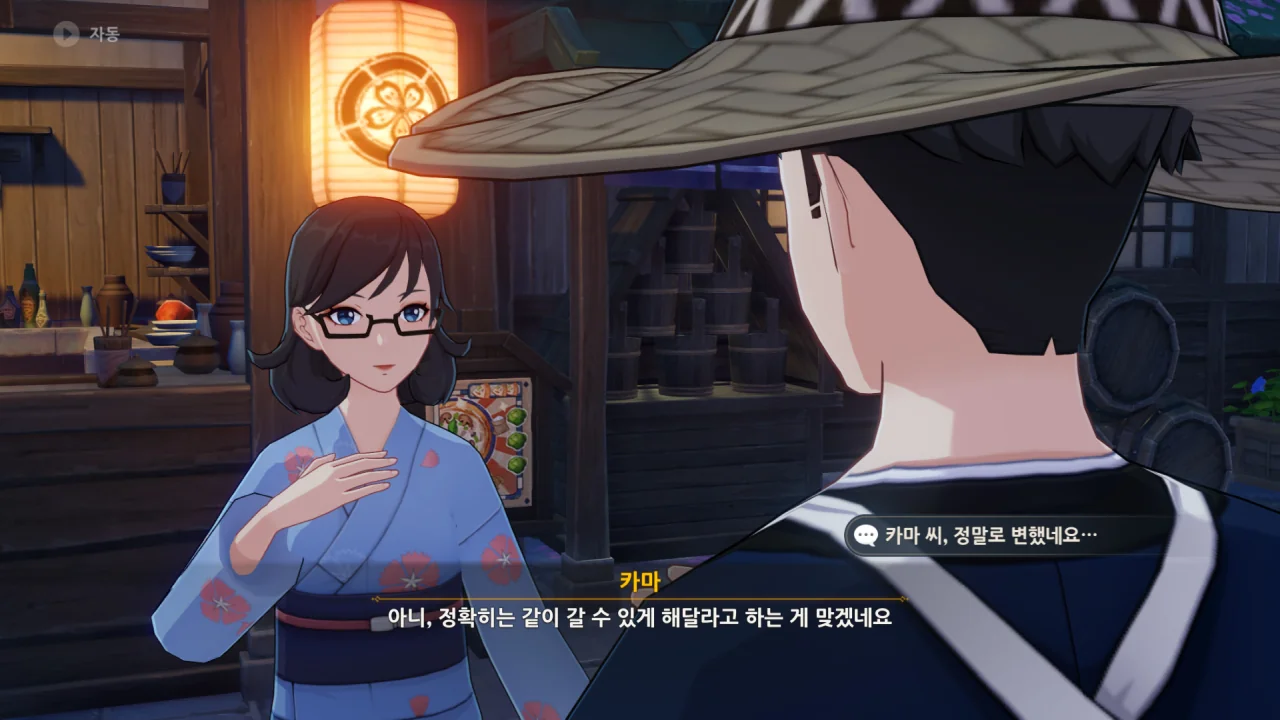 자동
카마 씨, 정말로 변했네요…
카마
아니, 정확히는 같이 갈 수 있게 해달라고 하는 게 맞겠네요